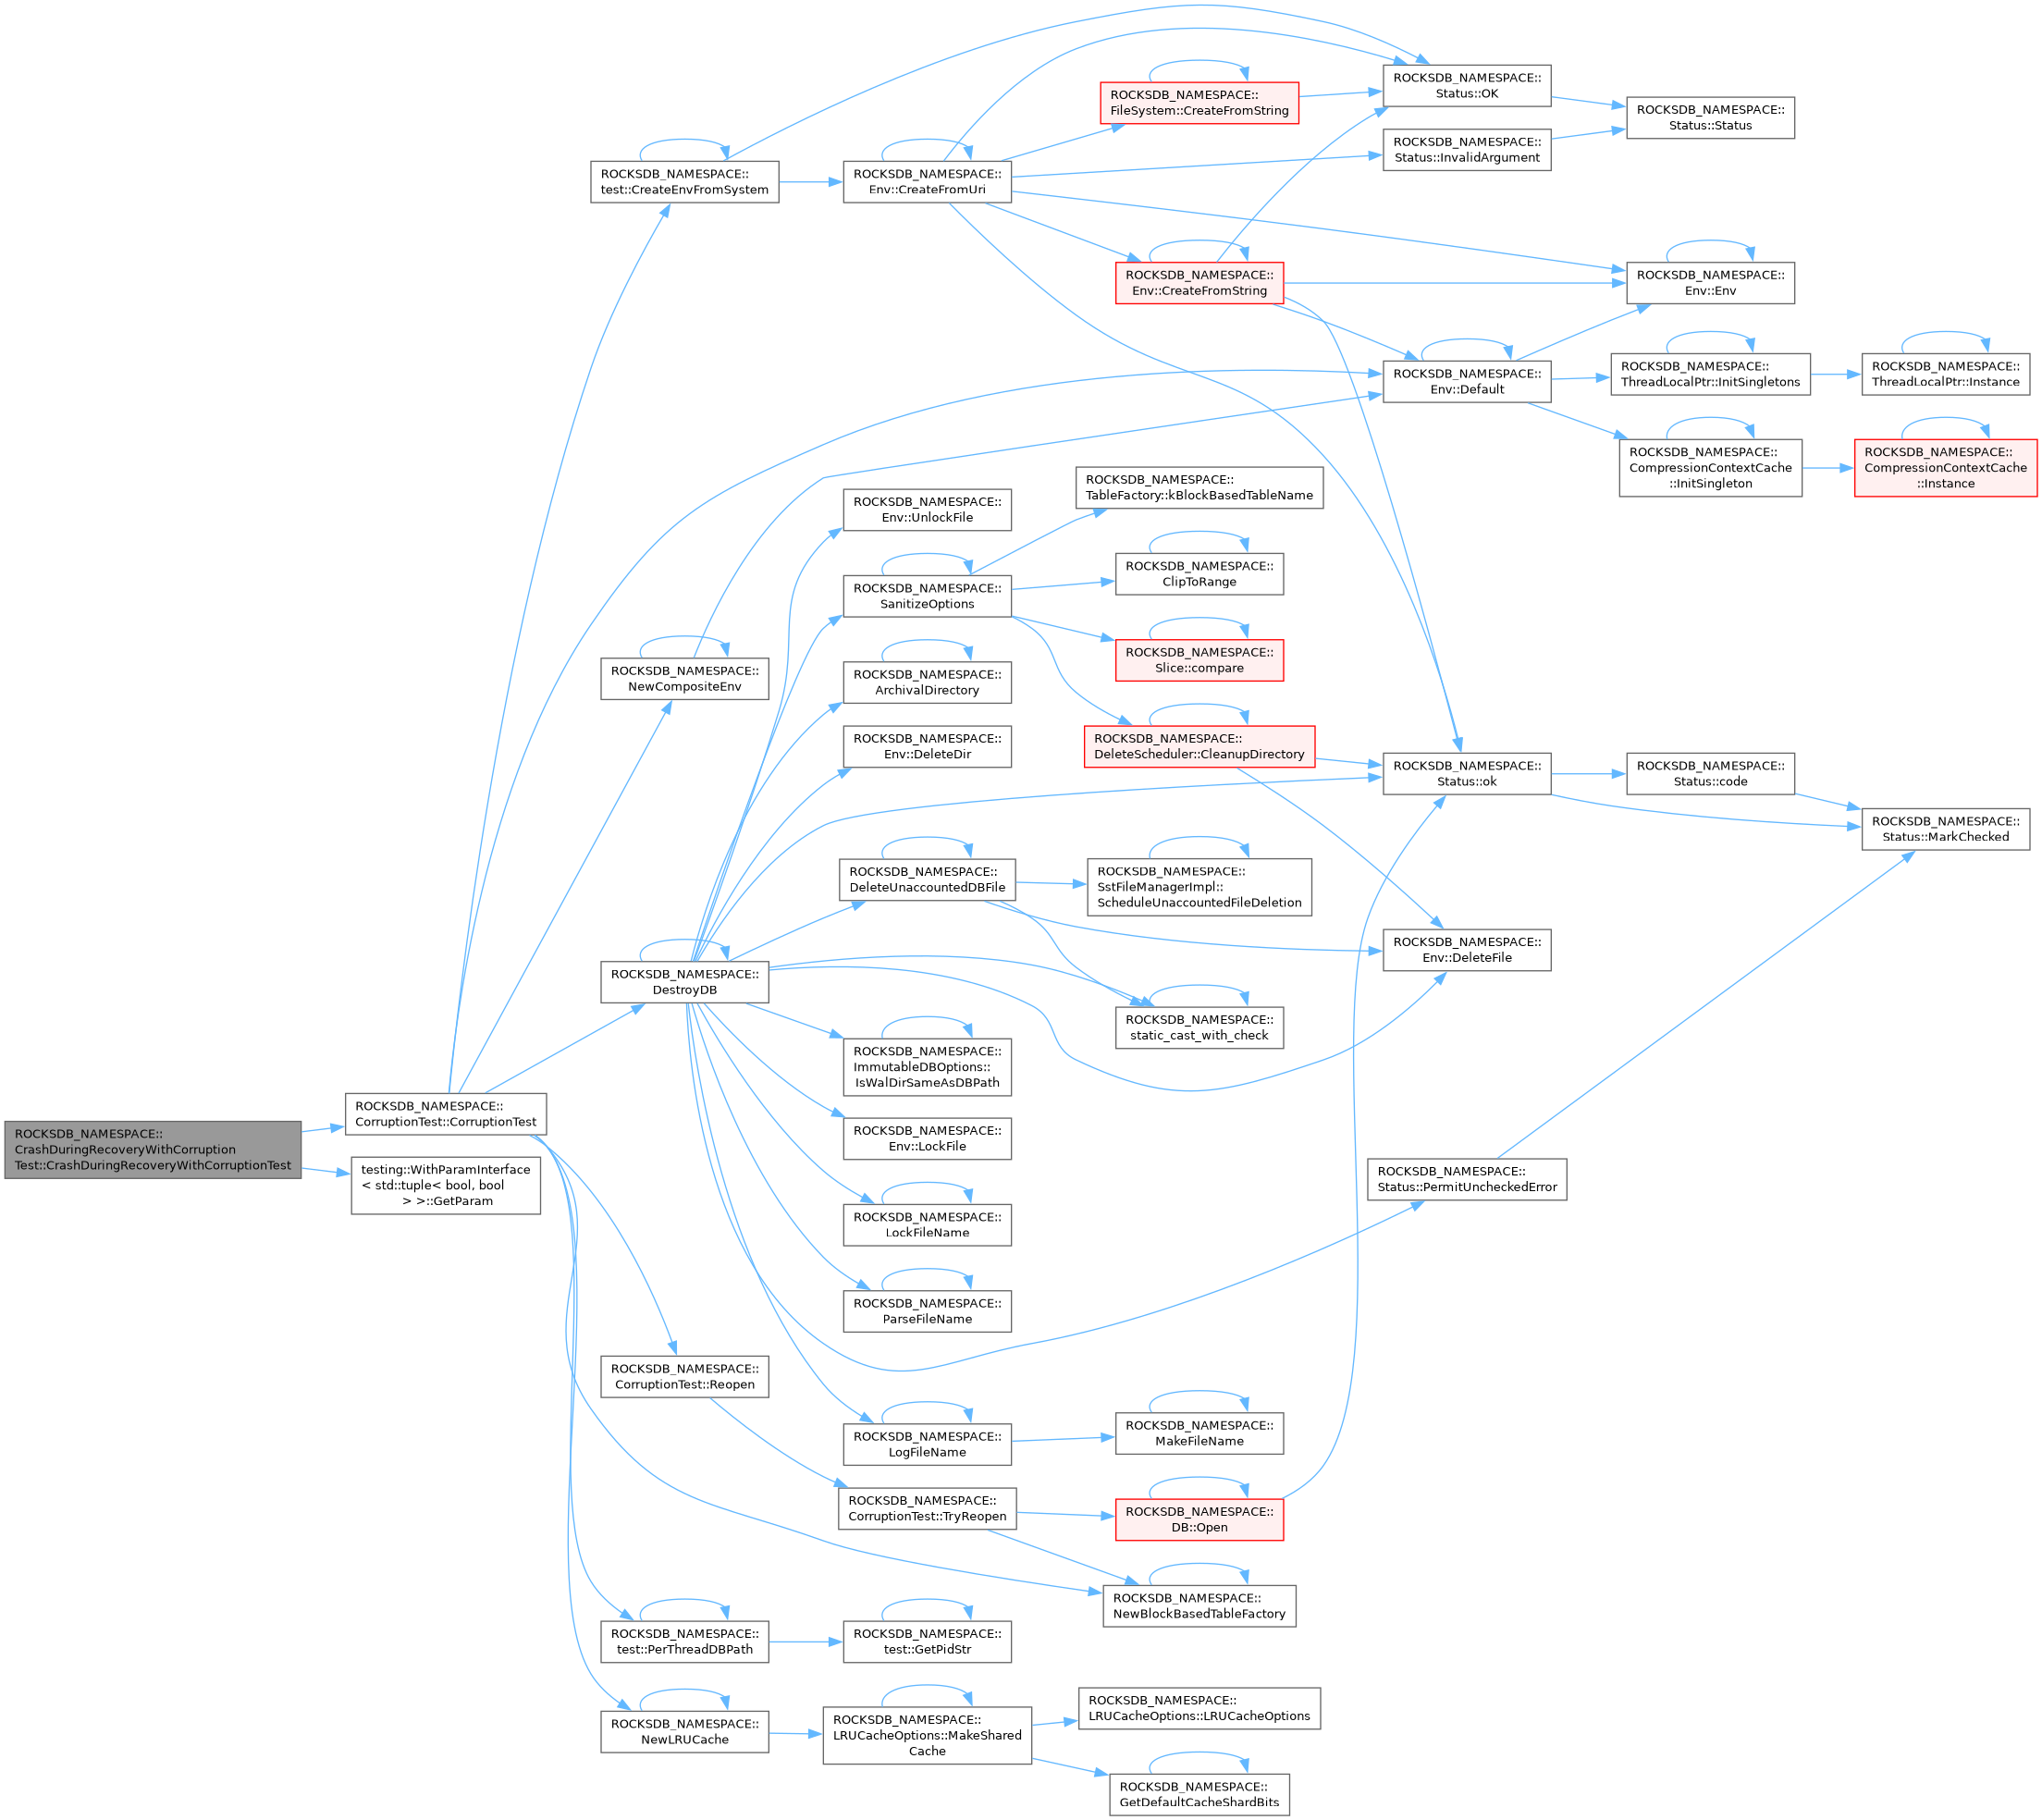 ROCKSDB_NAMESPACE::
CrashDuringRecoveryWithCorruption
Test::CrashDuringRecoveryWithCorruptionTest
ROCKSDB_NAMESPACE::
CorruptionTest::CorruptionTest
testing::WithParamInterface
< std::tuple< bool, bool
> >::GetParam
ROCKSDB_NAMESPACE::
test::CreateEnvFromSystem
ROCKSDB_NAMESPACE::
NewCompositeEnv
ROCKSDB_NAMESPACE::
DestroyDB
ROCKSDB_NAMESPACE::
CorruptionTest::Reopen
ROCKSDB_NAMESPACE::
test::PerThreadDBPath
ROCKSDB_NAMESPACE::
NewLRUCache
ROCKSDB_NAMESPACE::
Env::CreateFromUri
ROCKSDB_NAMESPACE::
Env::UnlockFile
ROCKSDB_NAMESPACE::
SanitizeOptions
ROCKSDB_NAMESPACE::
ArchivalDirectory
ROCKSDB_NAMESPACE::
Env::DeleteDir
ROCKSDB_NAMESPACE::
DeleteUnaccountedDBFile
ROCKSDB_NAMESPACE::
ImmutableDBOptions::
IsWalDirSameAsDBPath
ROCKSDB_NAMESPACE::
Env::LockFile
ROCKSDB_NAMESPACE::
LockFileName
ROCKSDB_NAMESPACE::
ParseFileName
ROCKSDB_NAMESPACE::
LogFileName
ROCKSDB_NAMESPACE::
CorruptionTest::TryReopen
ROCKSDB_NAMESPACE::
test::GetPidStr
ROCKSDB_NAMESPACE::
LRUCacheOptions::MakeShared
Cache
ROCKSDB_NAMESPACE::
FileSystem::CreateFromString
ROCKSDB_NAMESPACE::
Env::CreateFromString
ROCKSDB_NAMESPACE::
TableFactory::kBlockBasedTableName
ROCKSDB_NAMESPACE::
ClipToRange
ROCKSDB_NAMESPACE::
Slice::compare
ROCKSDB_NAMESPACE::
DeleteScheduler::CleanupDirectory
ROCKSDB_NAMESPACE::
SstFileManagerImpl::
ScheduleUnaccountedFileDeletion
ROCKSDB_NAMESPACE::
static_cast_with_check
ROCKSDB_NAMESPACE::
MakeFileName
ROCKSDB_NAMESPACE::
DB::Open
ROCKSDB_NAMESPACE::
NewBlockBasedTableFactory
ROCKSDB_NAMESPACE::
LRUCacheOptions::LRUCacheOptions
ROCKSDB_NAMESPACE::
GetDefaultCacheShardBits
ROCKSDB_NAMESPACE::
Status::OK
ROCKSDB_NAMESPACE::
Status::InvalidArgument
ROCKSDB_NAMESPACE::
Env::Default
ROCKSDB_NAMESPACE::
Status::ok
ROCKSDB_NAMESPACE::
Env::DeleteFile
ROCKSDB_NAMESPACE::
Status::PermitUncheckedError
ROCKSDB_NAMESPACE::
Status::Status
ROCKSDB_NAMESPACE::
Env::Env
ROCKSDB_NAMESPACE::
ThreadLocalPtr::InitSingletons
ROCKSDB_NAMESPACE::
CompressionContextCache
::InitSingleton
ROCKSDB_NAMESPACE::
Status::code
ROCKSDB_NAMESPACE::
ThreadLocalPtr::Instance
ROCKSDB_NAMESPACE::
CompressionContextCache
::Instance
ROCKSDB_NAMESPACE::
Status::MarkChecked